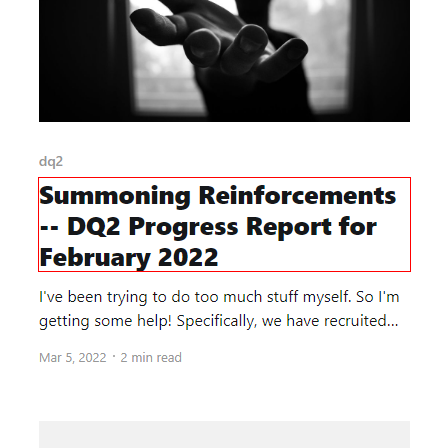 dq2
Summoning Reinforcements
-- DQ2 Progress Report for
February 2022
I've been trying to do too much stuff myself. So I'm
getting some help! Specifically, we have recruited...
Mar 5, 2022 · 2 min read